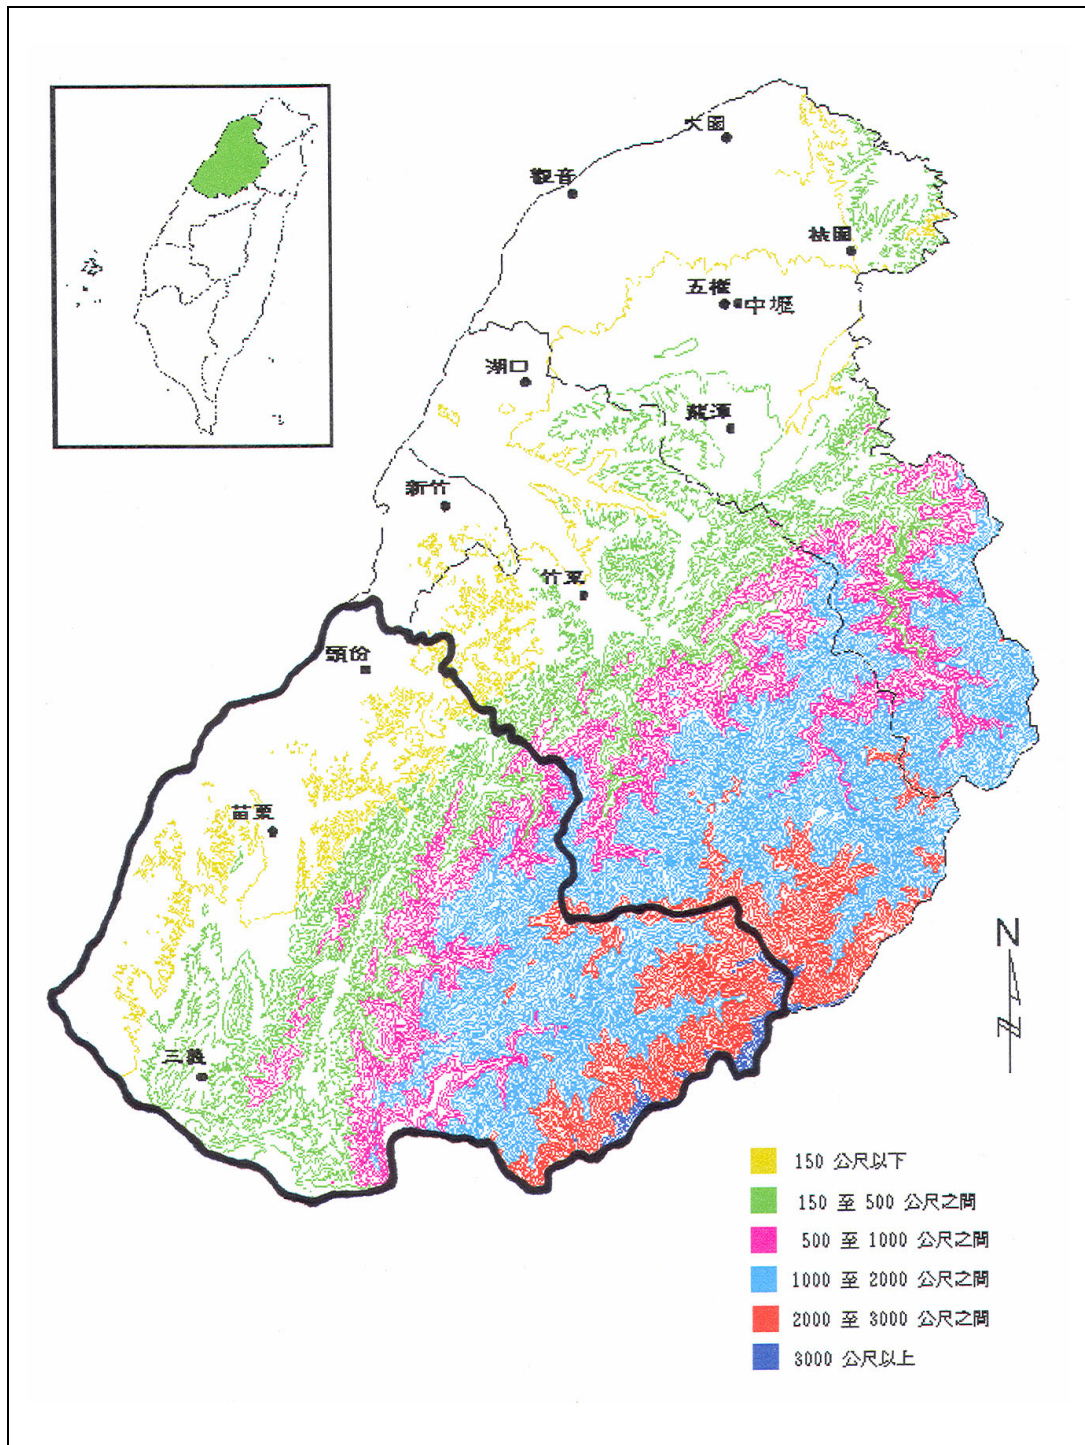 大園
觀音
桃園
五權
中壢
湖口
龍潭
新竹
竹東
頭份
苗栗
三義
N
150 公尺以下
150 至 500 公尺之間
500 至 1000 公尺之間
1000 至 2000 公尺之間
2000 至 3000 公尺之間
3000 公尺以上